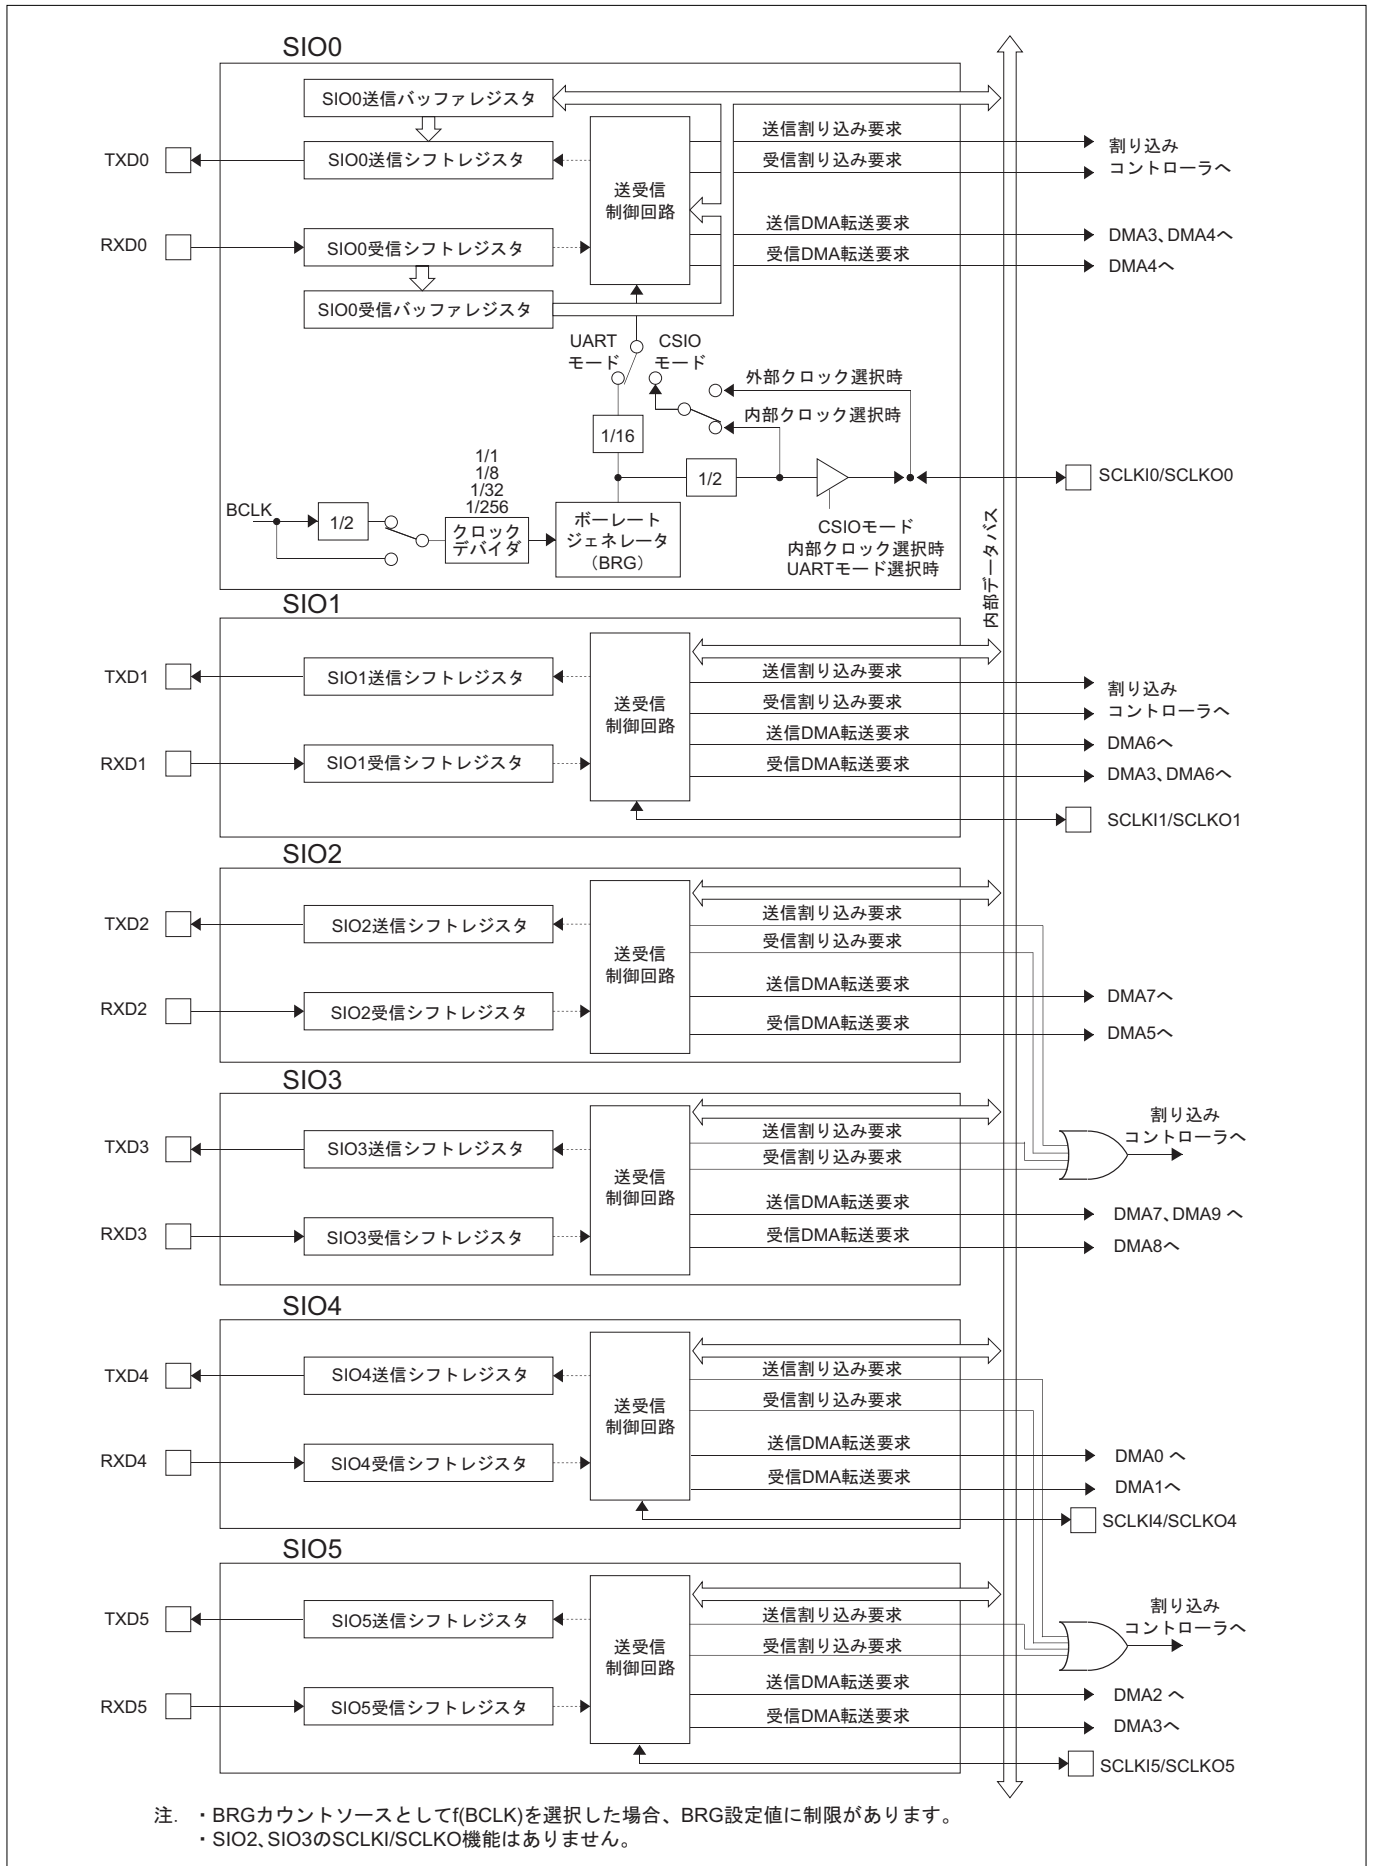 SIO0
SIO0送信バッファレジスタ
TXD0
SIO0送信シフトレジスタ
送受信
制御回路
送信割り込み要求
受信割り込み要求
割り込み
コントローラへ
RXD0
SIO0受信シフトレジスタ
送信DMA転送要求
DMA3、DMA4へ
受信DMA転送要求
DMA4へ
SIO0受信バッファレジスタ
UART
モード
CSIO
モード
外部クロック選択時
内部クロック選択時
1/16
1/2
SCLKI0/SCLKO0
1/1
1/8
1/32
1/256
BCLK
1/2
クロック
デバイダ
ボーレート
ジェネレータ
（BRG）
CSIOモード
内部クロック選択時
UARTモード選択時
内部データバス
SIO1
TXD1
SIO1送信シフトレジスタ
送受信
制御回路
送信割り込み要求
受信割り込み要求
割り込み
コントローラへ
RXD1
SIO1受信シフトレジスタ
送信DMA転送要求
DMA6へ
受信DMA転送要求
DMA3、DMA6へ
SCLKI1/SCLKO1
SIO2
TXD2
SIO2送信シフトレジスタ
送受信
制御回路
送信割り込み要求
受信割り込み要求
RXD2
SIO2受信シフトレジスタ
送信DMA転送要求
DMA7へ
受信DMA転送要求
DMA5へ
SIO3
TXD3
SIO3送信シフトレジスタ
送受信
制御回路
送信割り込み要求
受信割り込み要求
割り込み
コントローラへ
RXD3
SIO3受信シフトレジスタ
送信DMA転送要求
DMA7、DMA9 へ
受信DMA転送要求
DMA8へ
SIO4
TXD4
SIO4送信シフトレジスタ
送受信
制御回路
送信割り込み要求
受信割り込み要求
RXD4
SIO4受信シフトレジスタ
送信DMA転送要求
DMA0 へ
受信DMA転送要求
DMA1へ
SCLKI4/SCLKO4
SIO5
TXD5
SIO5送信シフトレジスタ
送受信
制御回路
送信割り込み要求
受信割り込み要求
割り込み
コントローラへ
RXD5
SIO5受信シフトレジスタ
送信DMA転送要求
DMA2 へ
受信DMA転送要求
DMA3へ
SCLKI5/SCLKO5
注. ・BRGカウントソースとしてf(BCLK)を選択した場合、BRG設定値に制限があります。
・SIO2、SIO3のSCLKI/SCLKO機能はありません。